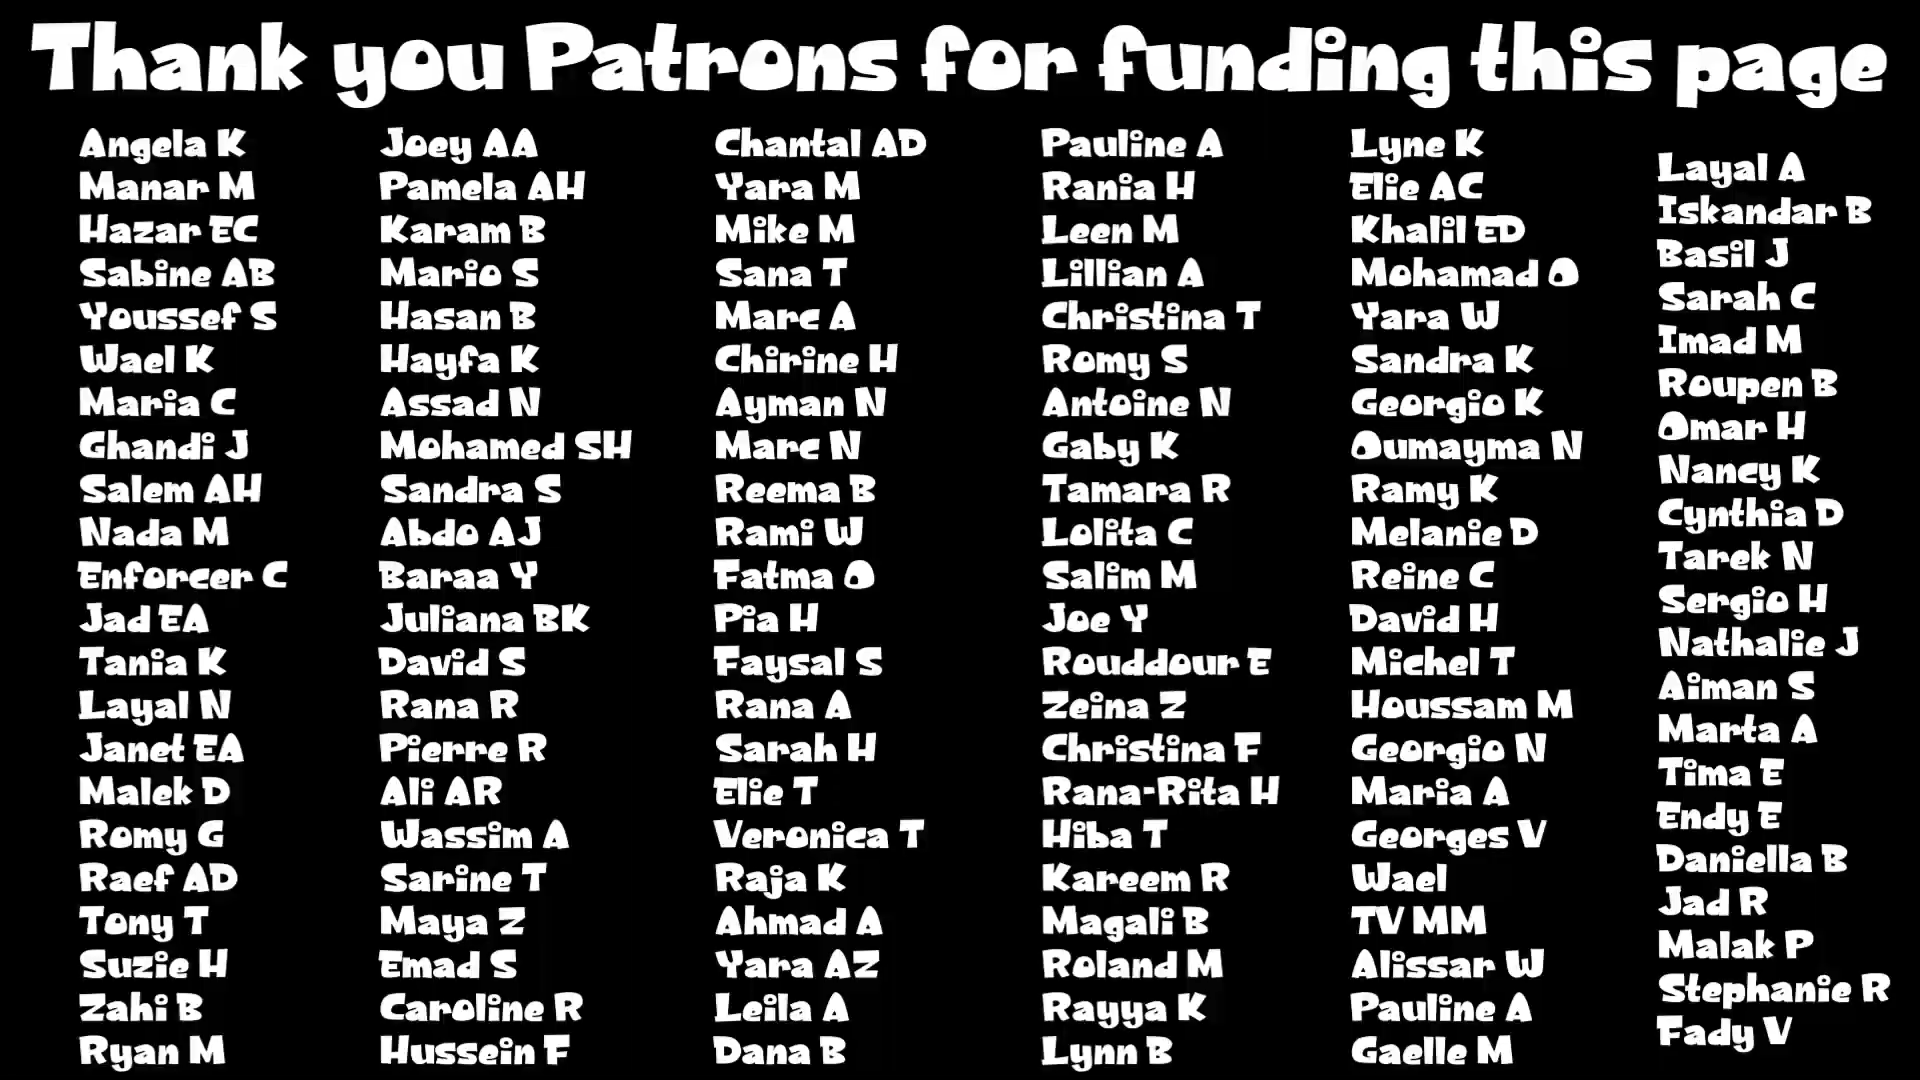 Thank you Patrons for funding this page
Angela K
Manar M
Hazar EC
Sabine AB
Youssef S
Wael K
Maria C
Ghandi J
Salem AH
Nada M
Enforcer C
Jad EA
Tania K
Layal N
Janet EA
Malek D
Romy G
Raef AD
Tony T
Suzie H
Zahi B
Ryan M
Joey AA
Pamela AH
Karam B
Mario S
Hasan B
Hayfa K
Assad N
Mohamed SH
Sandra S
Abdo AJ
Baraa Y
Juliana BK
David S
Rana R
Pierre R
Ali AR
Wassim A
Sarine T
Maya Z
Emad S
Caroline R
Hussein F
Chantal AD
Yara M
Mike M
Sana T
Marc A
Chirine H
Ayman N
Marc N
Reema B
Rami W
Fatma O
Pia H
Faysal S
Rana A
Sarah H
Elie T
Veronica T
Raja K
Ahmad A
Yara AZ
Leila A
Dana B
Pauline A
Rania H
Leen M
Lillian A
Christina T
Romy S
Antoine N
Gaby K
Tamara R
Lolita C
Salim M
Joe Y
Rouddour E
Zeina Z
Christina F
Rana-Rita H
Hiba T
Kareem R
Magali B
Roland M
Rayya K
Lynn B
Lyne K
Elie AC
Khalil ED
Mohamad O
Yara W
Sandra K
Georgio K
Oumayma N
Ramy K
Melanie D
Reine C
David H
Michel T
Houssam M
Georgio N
Maria A
Georges V
Wael
TV MM
Alissar W
Pauline A
Gaelle M
Layal A
Iskandar B
Basil J
Sarah C
Imad M
Roupen B
Omar H
Nancy K
Cynthia D
Tarek N
Sergio H
Nathalie J
Aiman S
Marta A
Tima E
Endy E
Daniella B
Jad R
Malak P
Stephanie R
Fady V